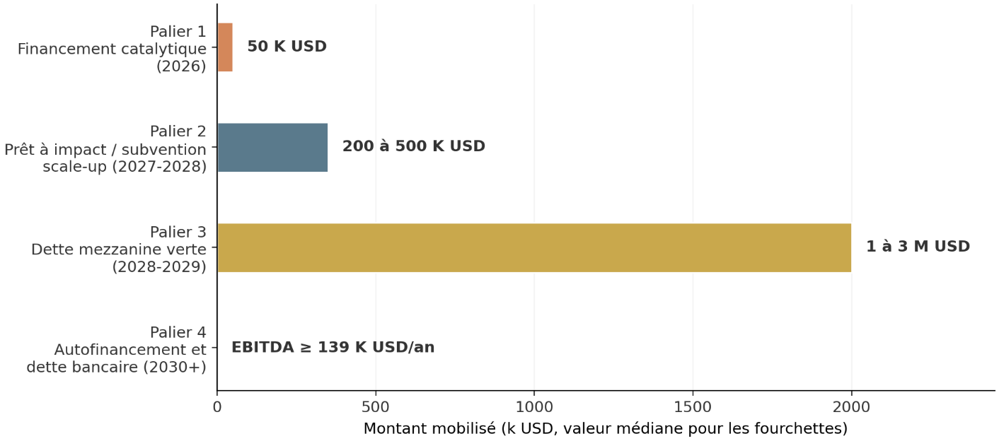 Palier 1
Financement catalytique
(2026)
50 K USD
Palier 2
Prêt à impact / subvention
scale-up (2027-2028)
200 à 500 K USD
Palier 3
Dette mezzanine verte
(2028-2029)
1 à 3 M USD
Palier 4
Autofinancement et
dette bancaire (2030+)
EBITDA ≥ 139 K USD/an
0 500 1000 1500 2000
Montant mobilisé (k USD, valeur médiane pour les fourchettes)